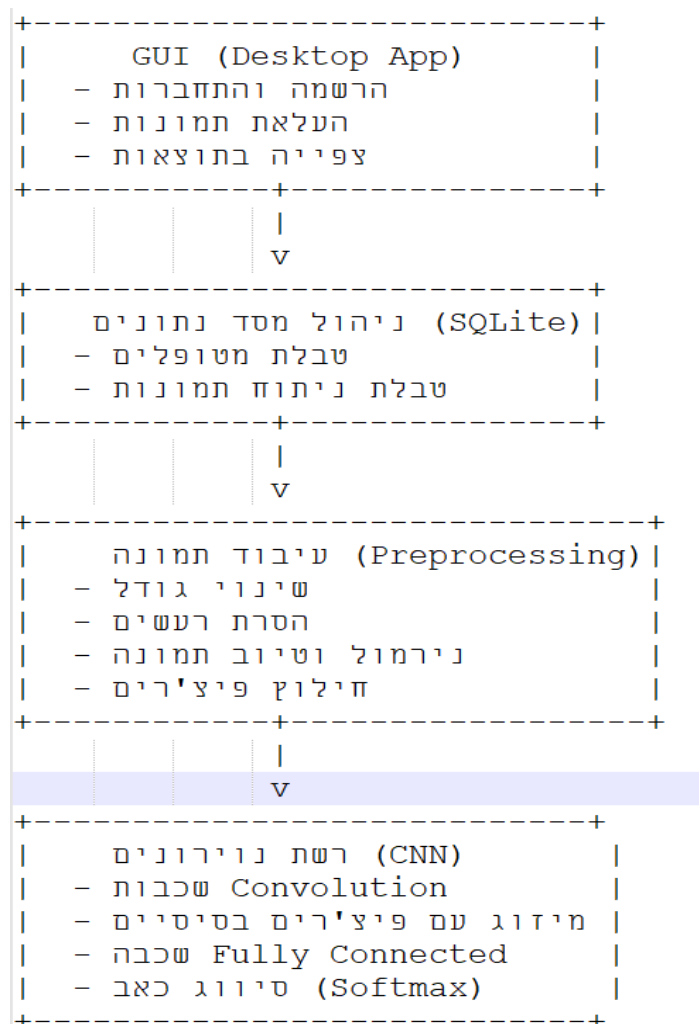 +----------------------------+
|     GUI (Desktop App)      |
|  - הרשמה והתחברות          |
|  - העלאת תמונות            |
|  - צפייה בתוצאות           |
+------------+---------------+
|
v
+----------------------------+
|   ניהול מסד נתונים (SQLite)|
|  - טבלת מטופלים            |
|  - טבלת ניתוח תמונות       |
+------------+---------------+
|
v
+-------------------------------+
|    עיבוד תמונה (Preprocessing)|
|  - שינוי גודל                 |
|  - הסרת רעשים                 |
|  - נירמול וטיוב תמונה         |
|  - חילוץ פיצ'רים              |
+------------+------------------+
|
v
+----------------------------+
|    רשת נוירונים (CNN)       |
|  - שכבות Convolution        |
|  - מיזוג עם פיצ'רים בסיסיים |
|  - שכבה Fully Connected     |
|  - סיווג כאב (Softmax)      |
+----------------------------+